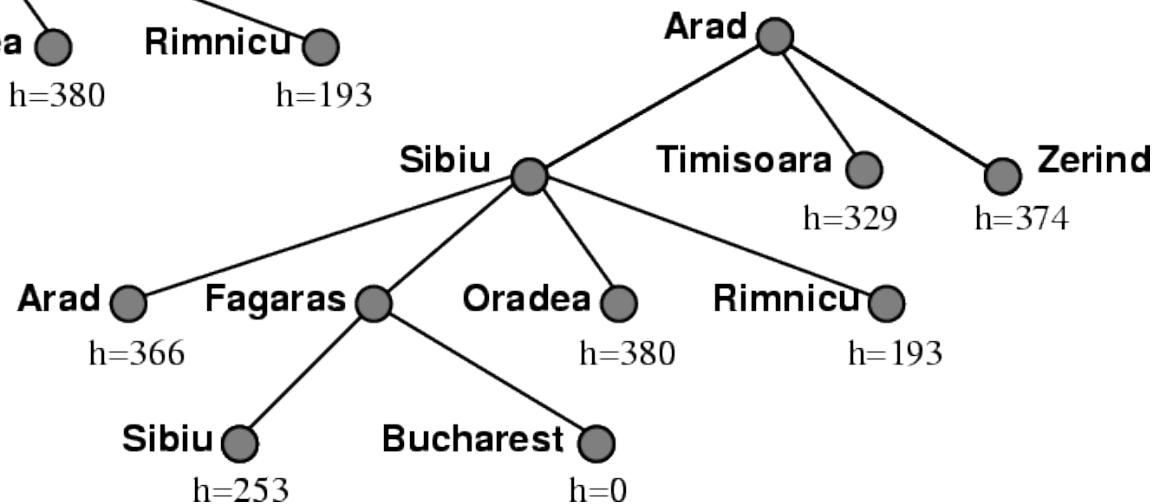 Arad
ea Rimnicu
h=380 h=193
Sibiu Timisoara Zerind
h=329 h=374
Arad Fagaras Oradea Rimnicu
h=366 h=380 h=193
Sibiu Bucharest
h=253 h=0